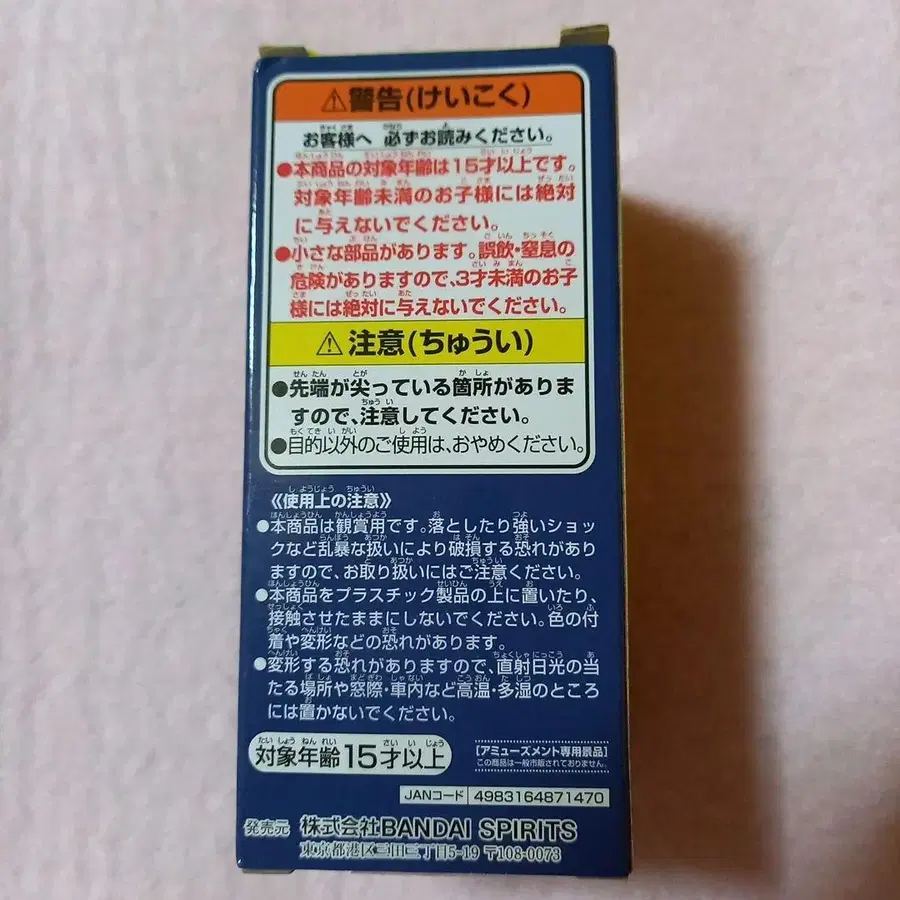 ⚠警告(けいこく)
お客様へ 必ずお読みください。
●本商品の対象年齢は15才以上です。
対象年齢未満のお子様には絶対
に与えないでください。
●小さな部品があります。誤飲・窒息の
危険がありますので、3才未満のお子
様には絶対に与えないでください。
⚠注意(ちゅうい)
●先端が尖っている箇所がありま
すので、注意してください。
●目的以外のご使用は、おやめください。
《使用上の注意》
●本商品は観賞用です。落としたり強いショッ
クなど乱暴な扱いにより破損する恐れがあり
ますので、お取り扱いにはご注意ください。
●本商品をプラスチック製品の上に置いたり、
接触させたままにしないでください。色の付
着や変形などの恐れがあります。
●変形する恐れがありますので、直射日光の当
たる場所や窓際・車内など高温・多湿のところ
には置かないでください。
対象年齢15才以上
[アミューズメント専用景品]
この商品は一般市販されておりません。
JANコード 4983164871470
発売元 株式会社BANDAI SPIRITS
東京都港区三田三丁目5-19 〒108-0073